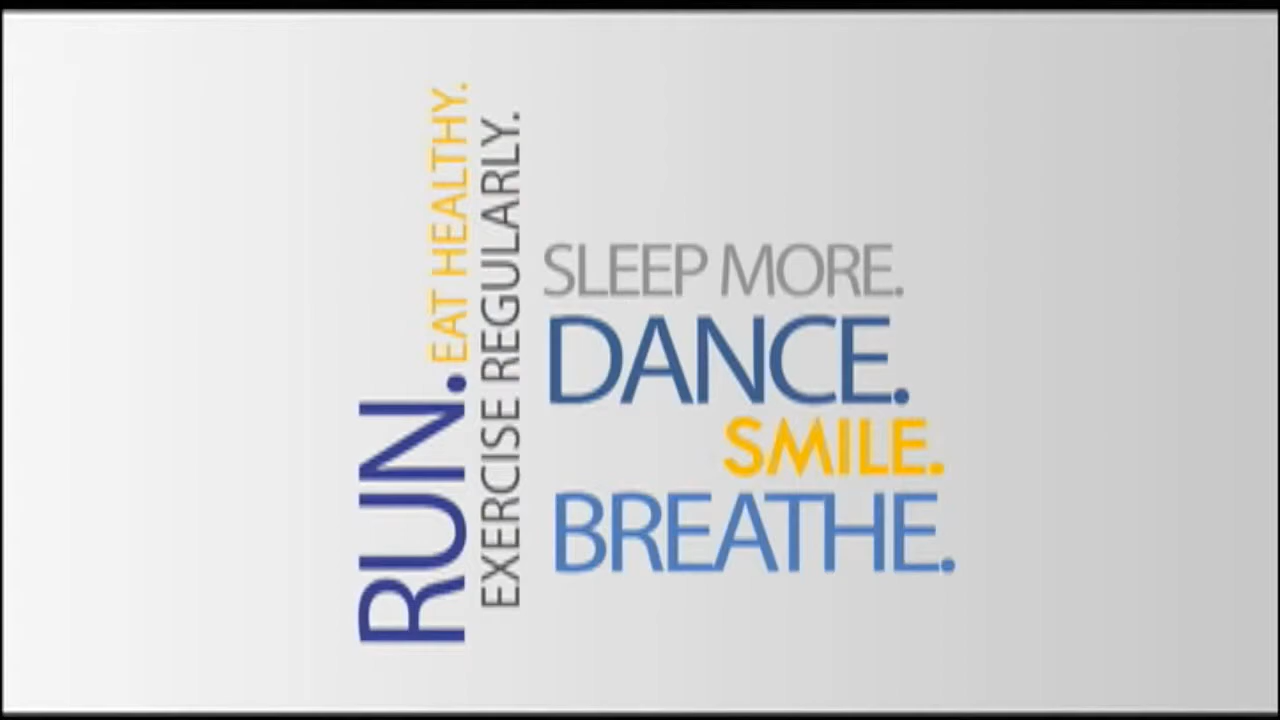 RUN.
EAT HEALTHY.
EXERCISE REGULARLY.
SLEEP MORE.
DANCE.
SMILE.
BREATHE.